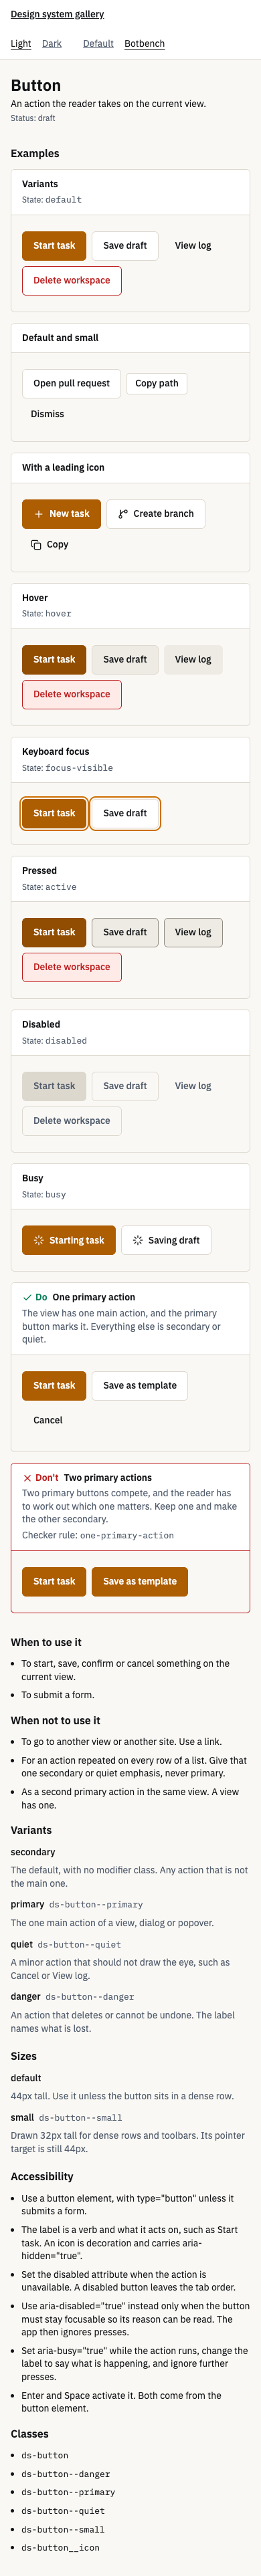 Design system gallery
Light Dark Default Botbench
Button
An action the reader takes on the current view.
Status: draft
Examples
Variants
State: default
Start task Save draft View log
Delete workspace
Default and small
Open pull request Copy path
Dismiss
With a leading icon
New task Create branch
Copy
Hover
State: hover
Start task Save draft View log
Delete workspace
Keyboard focus
State: focus-visible
Start task Save draft
Pressed
State: active
Start task Save draft View log
Delete workspace
Disabled
State: disabled
Start task Save draft View log
Delete workspace
Busy
State: busy
Starting task Saving draft
Do One primary action
The view has one main action, and the primary
button marks it. Everything else is secondary or
quiet.
Start task Save as template
Cancel
Don't Two primary actions
Two primary buttons compete, and the reader has
to work out which one matters. Keep one and make
the other secondary.
Checker rule: one-primary-action
Start task Save as template
When to use it
• To start, save, confirm or cancel something on the
current view.
• To submit a form.
When not to use it
• To go to another view or another site. Use a link.
• For an action repeated on every row of a list. Give that
one secondary or quiet emphasis, never primary.
• As a second primary action in the same view. A view
has one.
Variants
secondary
The default, with no modifier class. Any action that is not
the main one.
primary ds-button--primary
The one main action of a view, dialog or popover.
quiet ds-button--quiet
A minor action that should not draw the eye, such as
Cancel or View log.
danger ds-button--danger
An action that deletes or cannot be undone. The label
names what is lost.
Sizes
default
44px tall. Use it unless the button sits in a dense row.
small ds-button--small
Drawn 32px tall for dense rows and toolbars. Its pointer
target is still 44px.
Accessibility
• Use a button element, with type="button" unless it
submits a form.
• The label is a verb and what it acts on, such as Start
task. An icon is decoration and carries aria-
hidden="true".
• Set the disabled attribute when the action is
unavailable. A disabled button leaves the tab order.
• Use aria-disabled="true" instead only when the button
must stay focusable so its reason can be read. The
app then ignores presses.
• Set aria-busy="true" while the action runs, change the
label to say what is happening, and ignore further
presses.
• Enter and Space activate it. Both come from the
button element.
Classes
• ds-button
• ds-button--danger
• ds-button--primary
• ds-button--quiet
• ds-button--small
• ds-button__icon